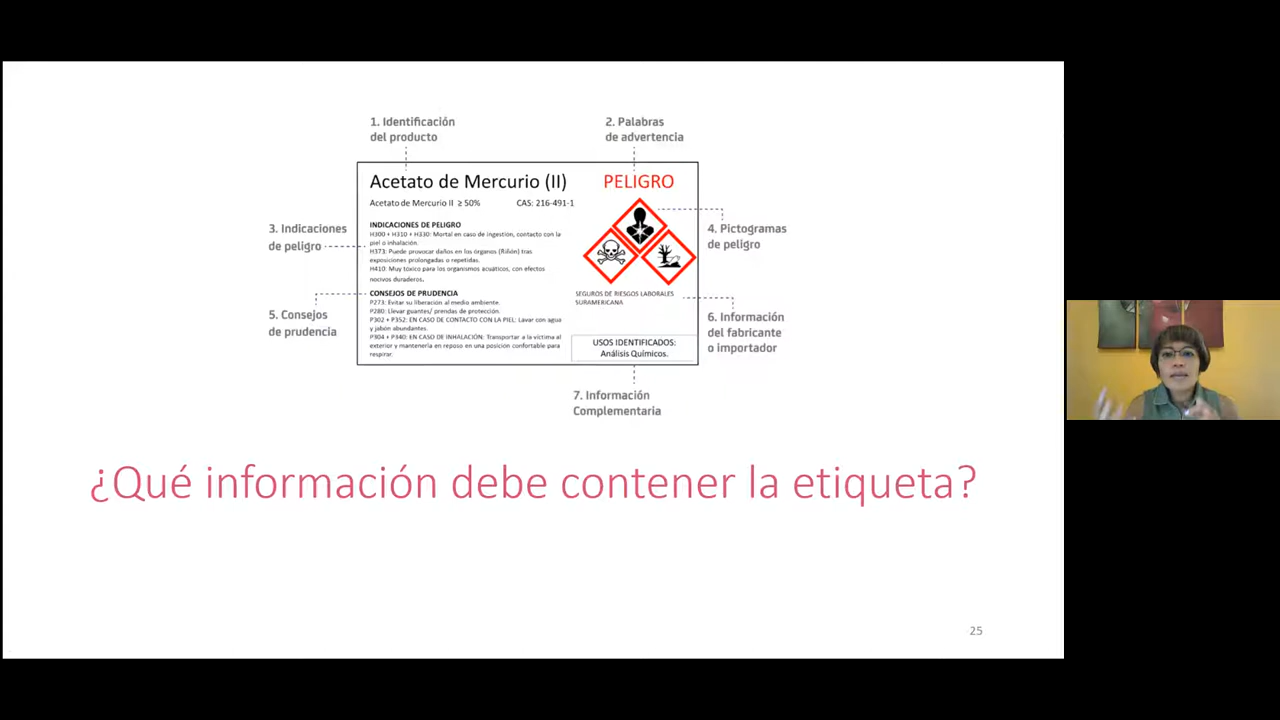 1. Identificación
del producto
2. Palabras
de advertencia
Acetato de Mercurio (II)
PELIGRO
Acetato de Mercurio II ≥ 50%
CAS: 216-491-1
3. Indicaciones
de peligro
INDICACIONES DE PELIGRO
H300 + H310 + H330: Mortal en caso de ingestión, contacto con la
piel o inhalación.
H373: Puede provocar daños en los órganos (Riñón) tras
exposiciones prolongadas o repetidas.
H410: Muy tóxico para los organismos acuáticos, con efectos
nocivos duraderos.
4. Pictogramas
de peligro
5. Consejos
de prudencia
CONSEJOS DE PRUDENCIA
P273: Evitar su liberación al medio ambiente.
P280: Llevar guantes/ prendas de protección.
P302 + P352: EN CASO DE CONTACTO CON LA PIEL: Lavar con agua
y jabón abundantes.
P304 + P340: EN CASO DE INHALACIÓN: Transportar a la víctima al
exterior y mantenerla en reposo en una posición confortable para
respirar.
SEGUROS DE RIESGOS LABORALES
SURAMERICANA
6. Información
del fabricante
o importador
USOS IDENTIFICADOS:
Análisis Químicos.
7. Información
Complementaria
¿Qué información debe contener la etiqueta?
25